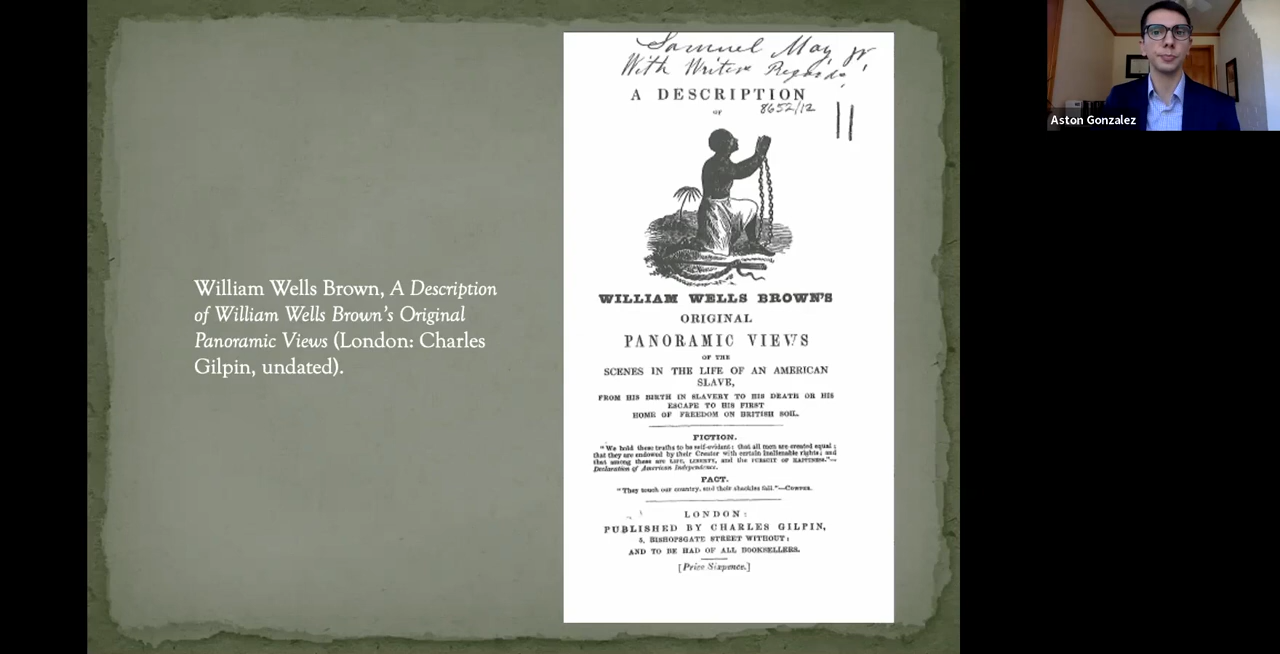 William Wells Brown, A Description
of William Wells Brown's Original
Panoramic Views (London: Charles
Gilpin, undated).
Samuel May Jr
With Writers Regards
A DESCRIPTION
OF
8652/12
WILLIAM WELLS BROWN'S
ORIGINAL
PANORAMIC VIEWS
OF THE
SCENES IN THE LIFE OF AN AMERICAN
SLAVE,
FROM HIS BIRTH IN SLAVERY TO HIS DEATH OR HIS
ESCAPE TO HIS FIRST
HOME OF FREEDOM ON BRITISH SOIL.
FICTION.
"We hold these truths to be self-evident: that all men are created equal;
that they are endowed by their Creator with certain inalienable rights; and
that among these are LIFE, LIBERTY, and the PURSUIT OF HAPPINESS."—
Declaration of American Independence.
FACT.
"They touch our country, and their shackles fall."—COWPER.
LONDON:
PUBLISHED BY CHARLES GILPIN,
5, BISHOPSGATE STREET WITHOUT;
AND TO BE HAD OF ALL BOOKSELLERS.
[Price Sixpence.]
Aston Gonzalez